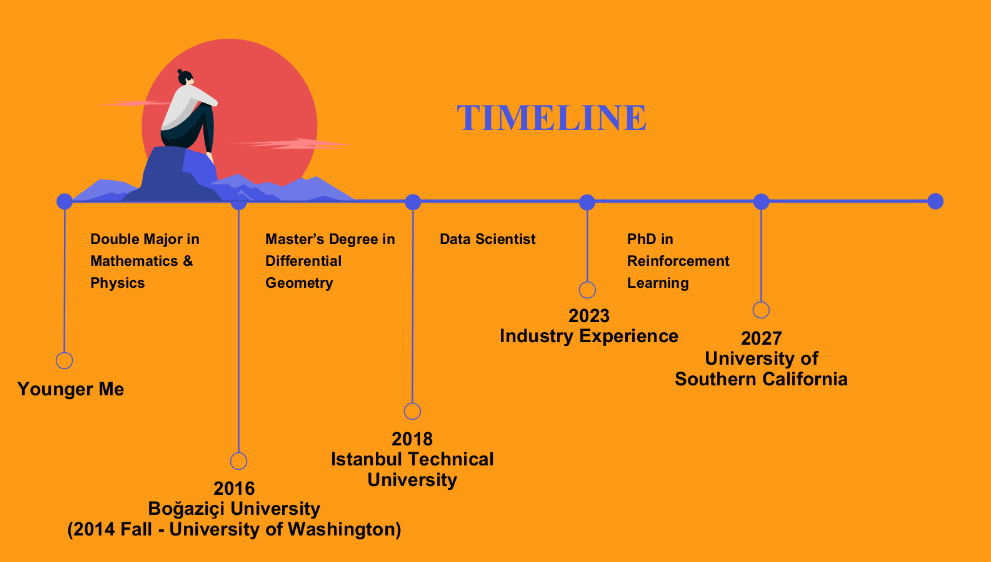 TIMELINE
Double Major in
Mathematics &
Physics
Master's Degree in
Differential
Geometry
Data Scientist
PhD in
Reinforcement
Learning
Younger Me
2016
Boğaziçi University
(2014 Fall - University of Washington)
2018
Istanbul Technical
University
2023
Industry Experience
2027
University of
Southern California